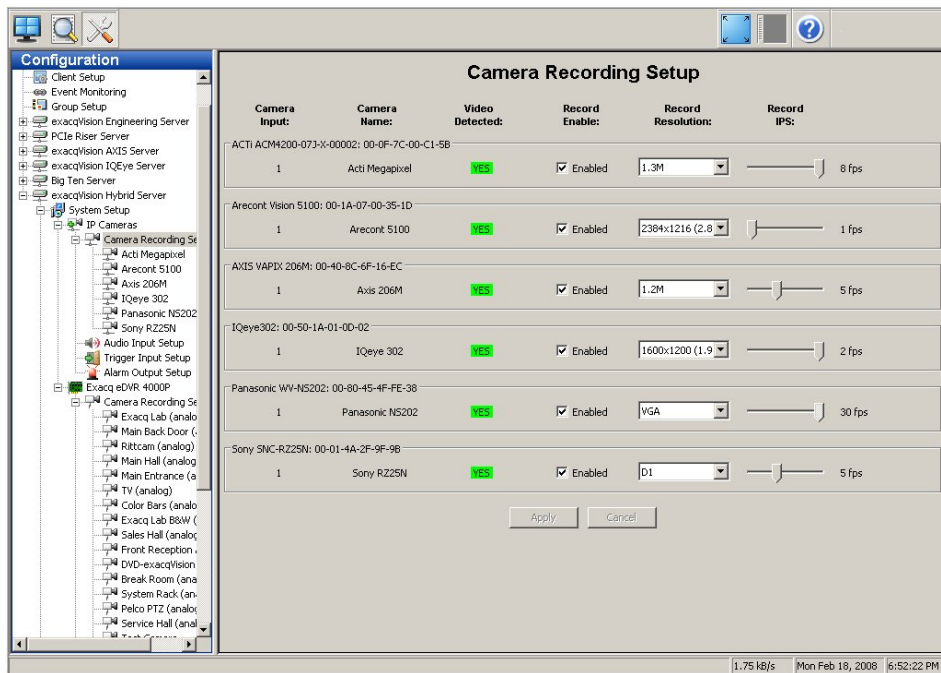 Configuration
Client Setup
Event Monitoring
Group Setup
exacqVision Engineering Server
PCIe Riser Server
exacqVision AXIS Server
exacqVision IQEye Server
Big Ten Server
exacqVision Hybrid Server
System Setup
IP Cameras
Camera Recording Se
Acti Megapixel
Arecont 5100
Axis 206M
IQeye 302
Panasonic NS202
Sony RZ25N
Audio Input Setup
Trigger Input Setup
Alarm Output Setup
Exacq eDVR 4000P
Camera Recording Se
Exacq Lab (analo
Main Back Door (
Rittcam (analog)
Main Hall (analog
Main Entrance (a
TV (analog)
Color Bars (analo
Exacq Lab B&W (
Sales Hall (analog
Front Reception
DVD-exacqVision
Break Room (ana
System Rack (an
Pelco PTZ (analog
Service Hall (anal
Camera Recording Setup
Camera Input: Camera Name: Video Detected: Record Enable: Record Resolution: Record IPS:
ACTi ACM4200-07J-X-00002: 00-0F-7C-00-C1-5B
1 Acti Megapixel YES Enabled 1.3M 8 fps
Arecont Vision 5100: 00-1A-07-00-35-1D
1 Arecont 5100 YES Enabled 2384x1216 (2.8 1 fps
AXIS VAPIX 206M: 00-40-8C-6F-16-EC
1 Axis 206M YES Enabled 1.2M 5 fps
IQeye302: 00-50-1A-01-0D-02
1 IQeye 302 YES Enabled 1600x1200 (1.9 2 fps
Panasonic WV-NS202: 00-80-45-4F-FE-38
1 Panasonic NS202 YES Enabled VGA 30 fps
Sony SNC-RZ25N: 00-01-4A-2F-9F-9B
1 Sony RZ25N YES Enabled D1 5 fps
Apply Cancel
1.75 kB/s Mon Feb 18, 2008 6:52:22 PM